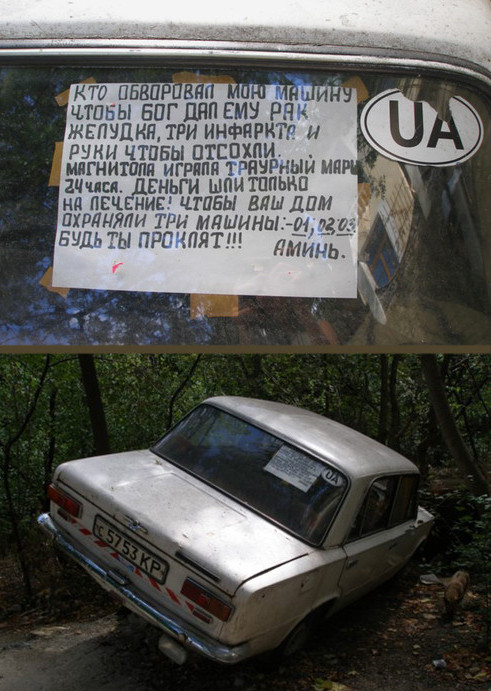 КТО ОБВОРОВАЛ МОЮ МАШИНУ
ЧТОБЫ БОГ ДАЛ ЕМУ РАК
ЖЕЛУДКА, ТРИ ИНФАРКТА И
РУКИ ЧТОБЫ ОТСОХЛИ.
МАГНИТОЛА ИГРАЛА ТРАУРНЫЙ МАРШ
24 ЧАСА. ДЕНЬГИ ШЛИ ТОЛЬКО
НА ЛЕЧЕНИЕ! ЧТОБЫ ВАШ ДОМ
ОХРАНЯЛИ ТРИ МАШИНЫ:-01; 02; 03.
БУДЬ ТЫ ПРОКЛЯТ!!! АМИНЬ.
UA
UA
с 5753 КР